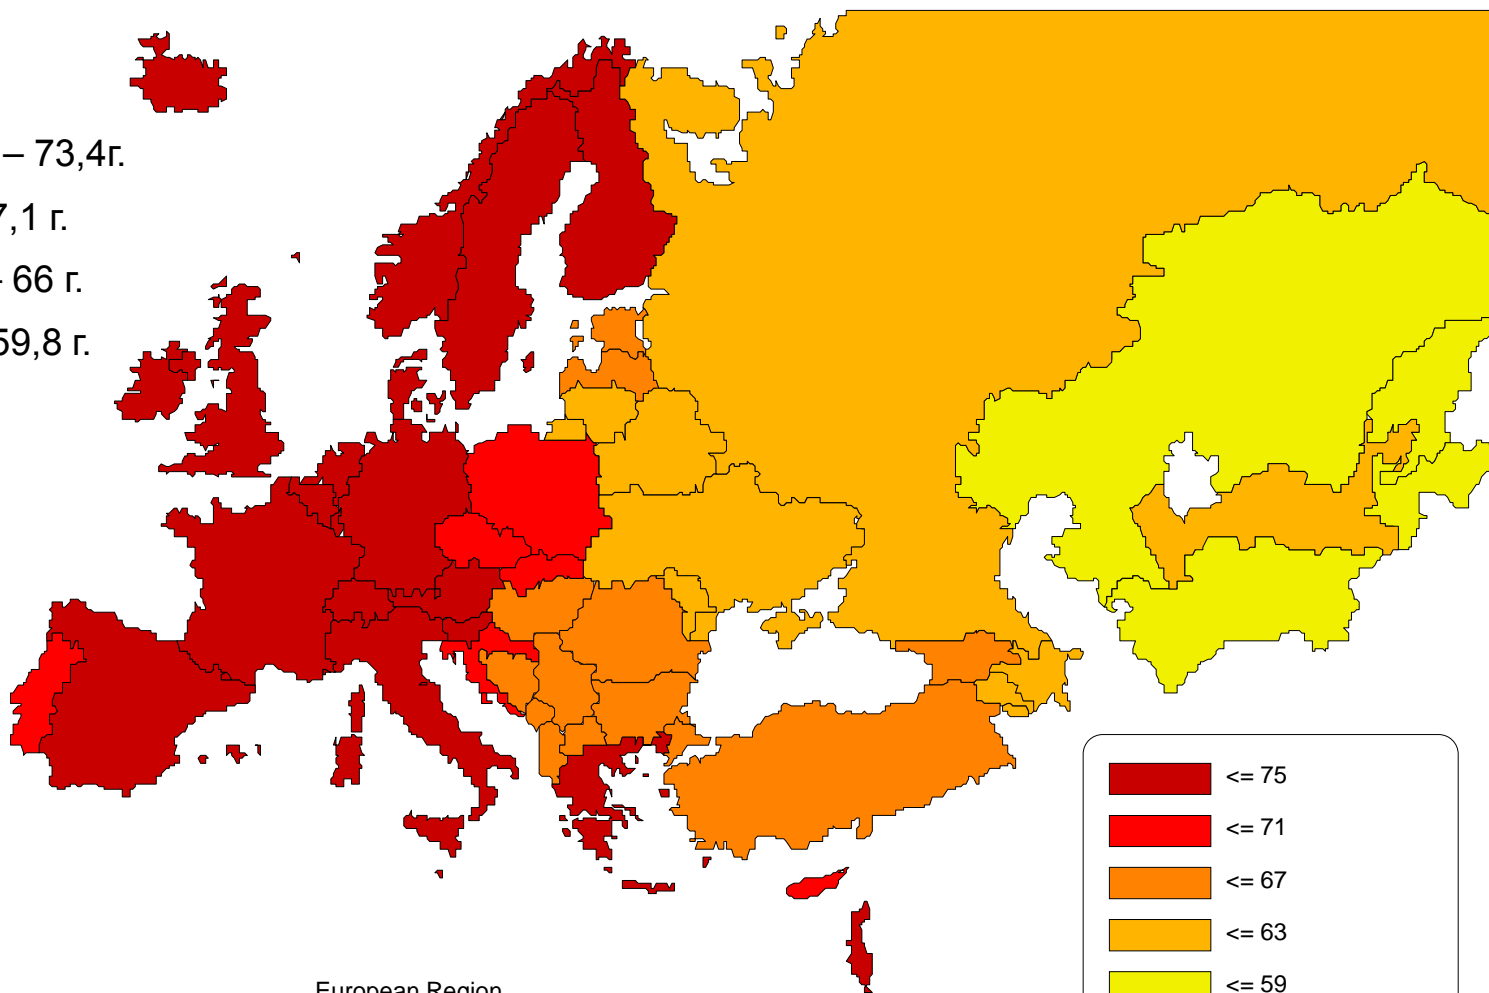 – 73,4г.
7,1 г.
- 66 г.
59,8 г.
<= 75
<= 71
<= 67
<= 63
<= 59
European Region